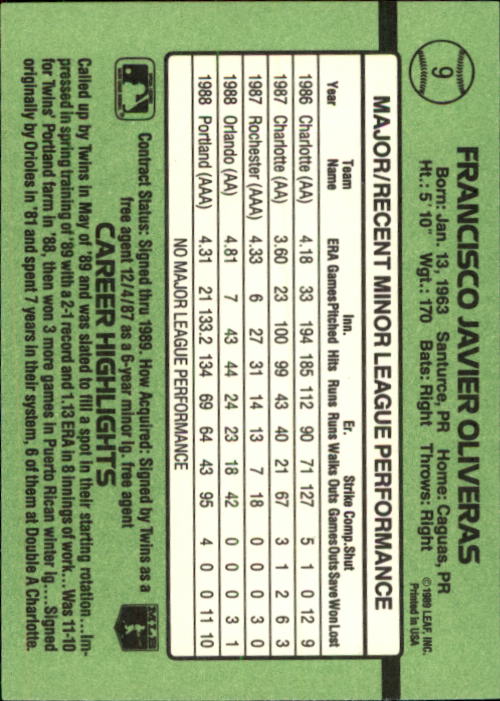 9
FRANCISCO JAVIER OLIVERAS
Born: Jan. 13, 1963 Santurce, PR Home: Caguas, PR
Ht.: 5' 10" Wgt.: 170 Bats: Right Throws: Right
©1989 LEAF, INC.
Printed in USA
MAJOR/RECENT MINOR LEAGUE PERFORMANCE
Team Inn. Er. Strike Comp. Shut
Year Name ERA Games Pitched Hits Runs Runs Walks Outs Games Outs Save Won Lost
1986 Charlotte (AA) 4.18 33 194 185 112 90 71 127 5 1 0 12 9
1987 Charlotte (AA) 3.60 23 100 99 43 40 21 67 3 1 2 6 3
1987 Rochester (AAA) 4.33 6 27 31 14 13 7 18 0 0 0 3 0
1988 Orlando (AA) 4.81 7 43 44 24 23 18 42 0 0 0 3 1
1988 Portland (AAA) 4.31 21 133.2 134 69 64 43 95 4 0 0 11 10
NO MAJOR LEAGUE PERFORMANCE
Contract Status: Signed thru 1989. How Acquired: Signed by Twins as a
free agent 12/4/87 as a 6-year minor lg. free agent
MLB
CAREER HIGHLIGHTS
Called up by Twins in May of '89 and was slated to fill a spot in their starting rotation...Im-
pressed in spring training of '89 with a 2-1 record and 1.13 ERA in 8 innings of work...Was 11-10
for Twins' Portland farm in '88, then won 3 more games in Puerto Rican winter lg....Signed
originally by Orioles in '81 and spent 7 years in their system, 6 of them at Double A Charlotte.